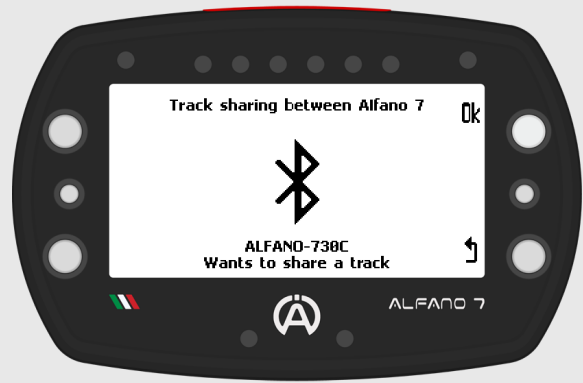 Track sharing between Alfano 7
Ok
ALFANO-730C
Wants to share a track
ALFANO 7